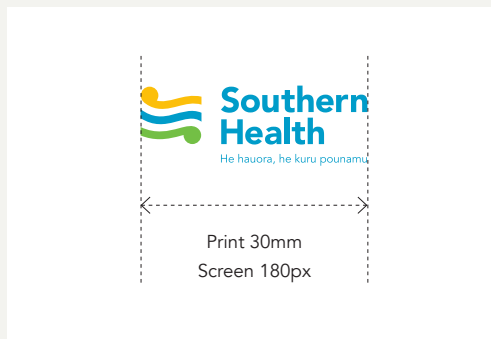 Southern
Health
He hauora, he kuru pounamu
Print 30mm
Screen 180px